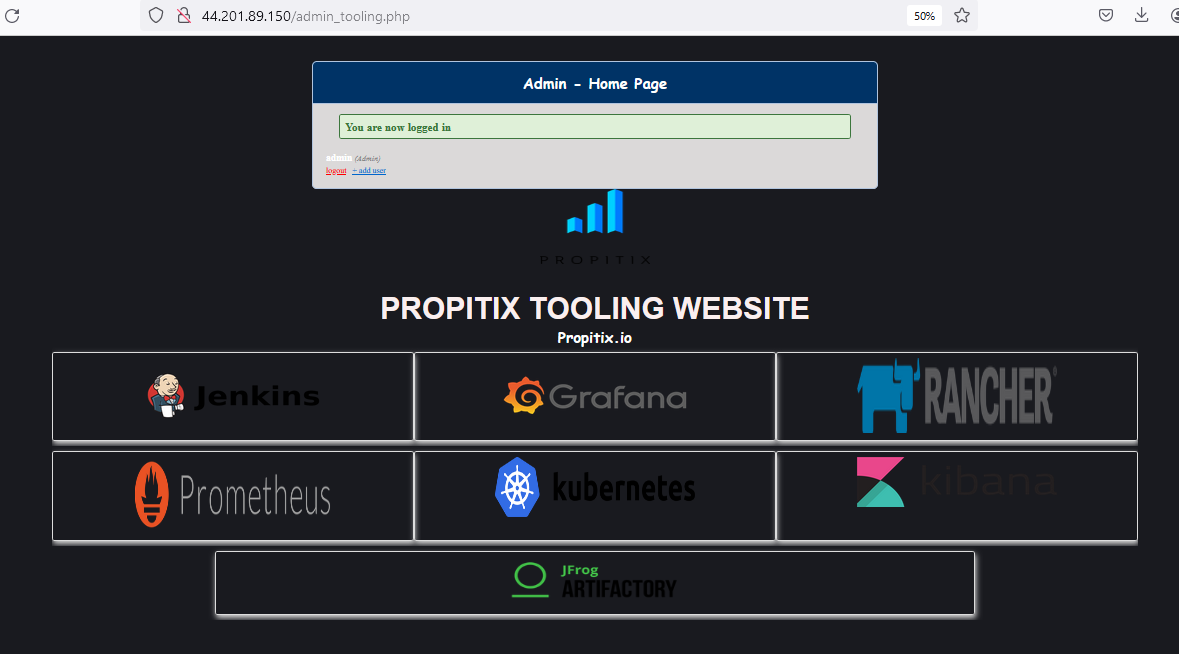 44.201.89.150/admin_tooling.php 50%
Admin - Home Page
You are now logged in
admin (Admin)
logout + add user
PROPITIX
PROPITIX TOOLING WEBSITE
Propitix.io
Jenkins Grafana RANCHER®
Prometheus kubernetes kibana
JFrog
ARTIFACTORY